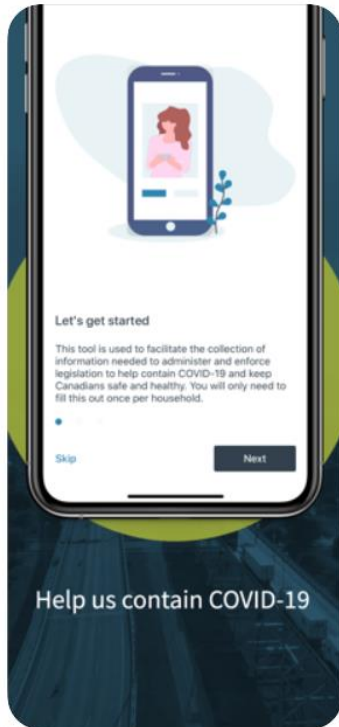 Let's get started
This tool is used to facilitate the collection of
information needed to administer and enforce
legislation to help contain COVID-19 and keep
Canadians safe and healthy. You will only need to
fill this out once per household.
Skip
Next
Help us contain COVID-19